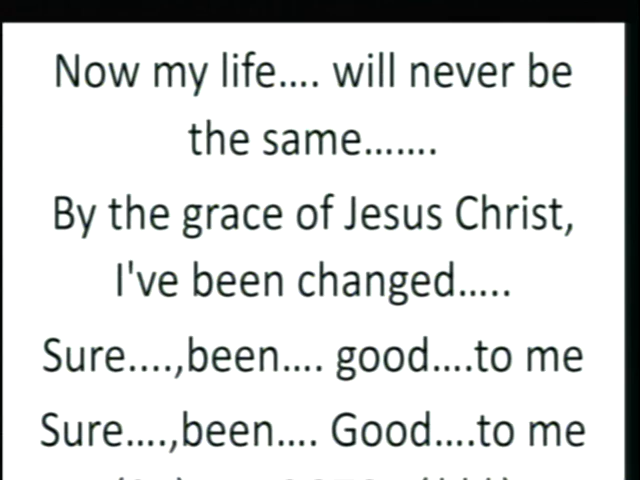 Now my life.... will never be
the same.......
By the grace of Jesus Christ,
I've been changed.....
Sure....,been.... good....to me
Sure....,been.... Good....to me